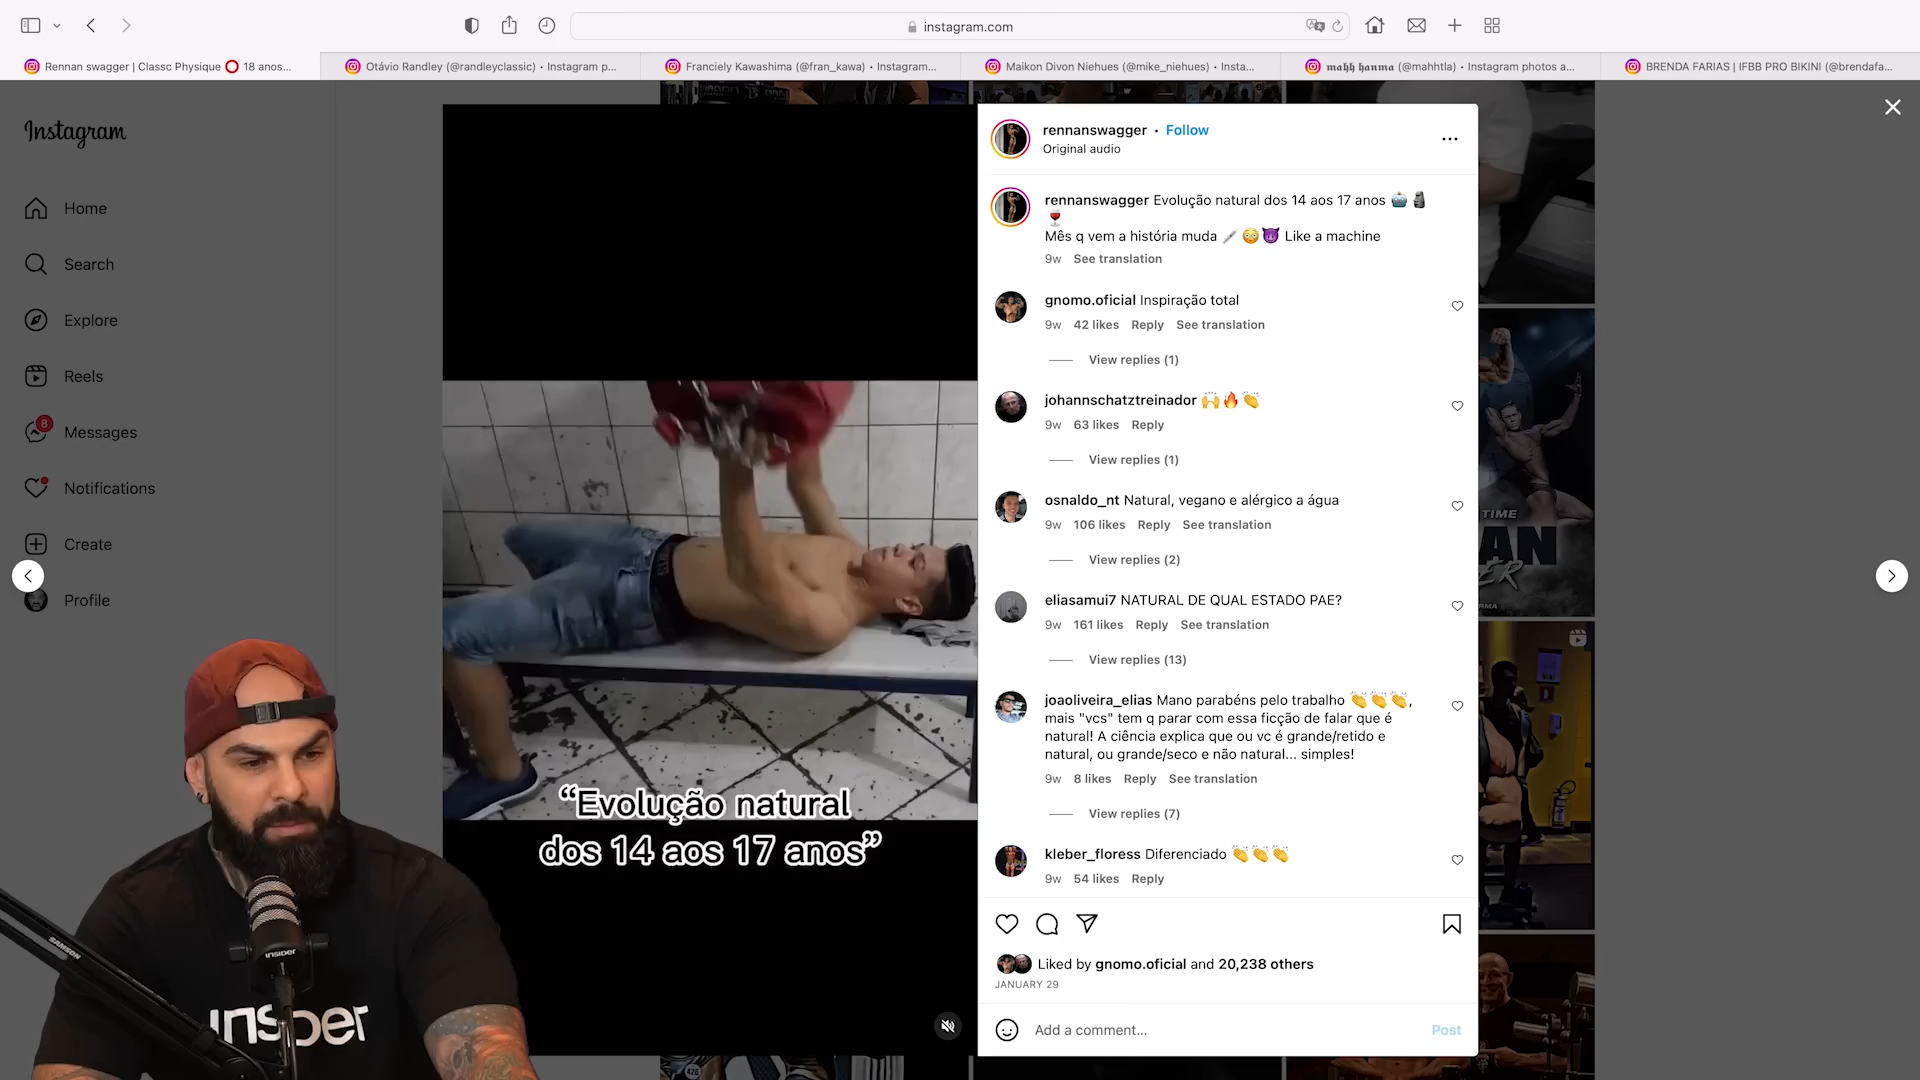 instagram.com
Rennan swagger | Classc Physique ⭕ 18 anos...
Otávio Randley (@randleyclassic) • Instagram p...
Franciely Kawashima (@fran_kawa) • Instagram...
Maikon Divon Niehues (@mike_niehues) • Insta...
𝖒𝖆𝖍𝖍 𝖍𝖆𝖓𝖒𝖆 (@mahhtla) • Instagram photos a...
BRENDA FARIAS | IFBB PRO BIKINI (@brendafa...
Instagram
Home
Search
Explore
Reels
8
Messages
Notifications
Create
Profile
“Evolução natural
dos 14 aos 17 anos”
SAMSON
INSIDER
rennanswagger • Follow
Original audio
rennanswagger Evolução natural dos 14 aos 17 anos 🤖 🗿
🍷
Mês q vem a história muda 💉 😳 😈 Like a machine
9w See translation
gnomo.oficial Inspiração total
9w 42 likes Reply See translation
View replies (1)
johannschatztreinador 🙌 🔥 👏
9w 63 likes Reply
View replies (1)
osnaldo_nt Natural, vegano e alérgico a água
9w 106 likes Reply See translation
View replies (2)
eliasamui7 NATURAL DE QUAL ESTADO PAE?
9w 161 likes Reply See translation
View replies (13)
joaoliveira_elias Mano parabéns pelo trabalho 👏 👏 👏,
mais "vcs" tem q parar com essa ficção de falar que é
natural! A ciência explica que ou vc é grande/retido e
natural, ou grande/seco e não natural... simples!
9w 8 likes Reply See translation
View replies (7)
kleber_floress Diferenciado 👏 👏 👏
9w 54 likes Reply
Liked by gnomo.oficial and 20,238 others
JANUARY 29
Add a comment...
Post
TIME
426